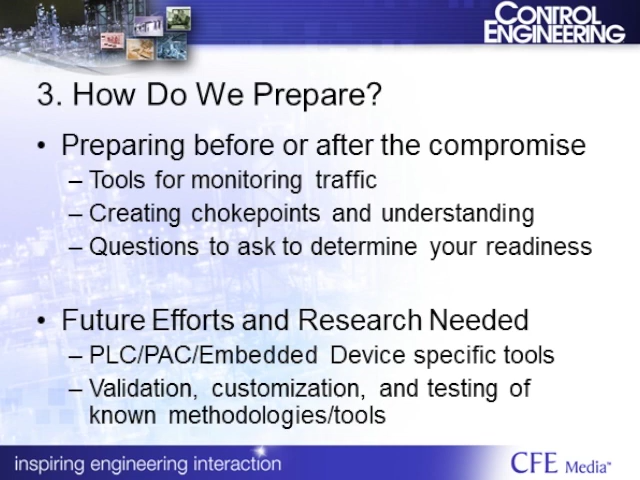 CONTROL
ENGINEERING
3. How Do We Prepare?
• Preparing before or after the compromise
– Tools for monitoring traffic
– Creating chokepoints and understanding
– Questions to ask to determine your readiness
• Future Efforts and Research Needed
– PLC/PAC/Embedded Device specific tools
– Validation, customization, and testing of
known methodologies/tools
inspiring engineering interaction
CFE Media™